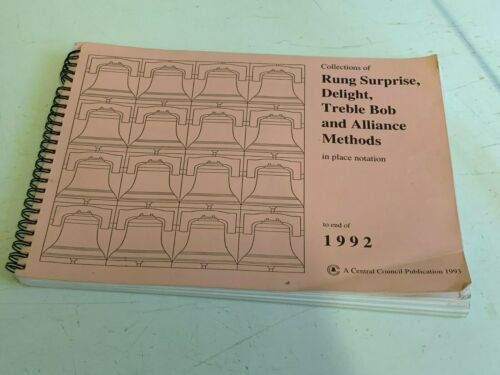 Collections of
Rung Surprise,
Delight,
Treble Bob
and Alliance
Methods
in place notation
to end of
1992
A Central Council Publication 1993